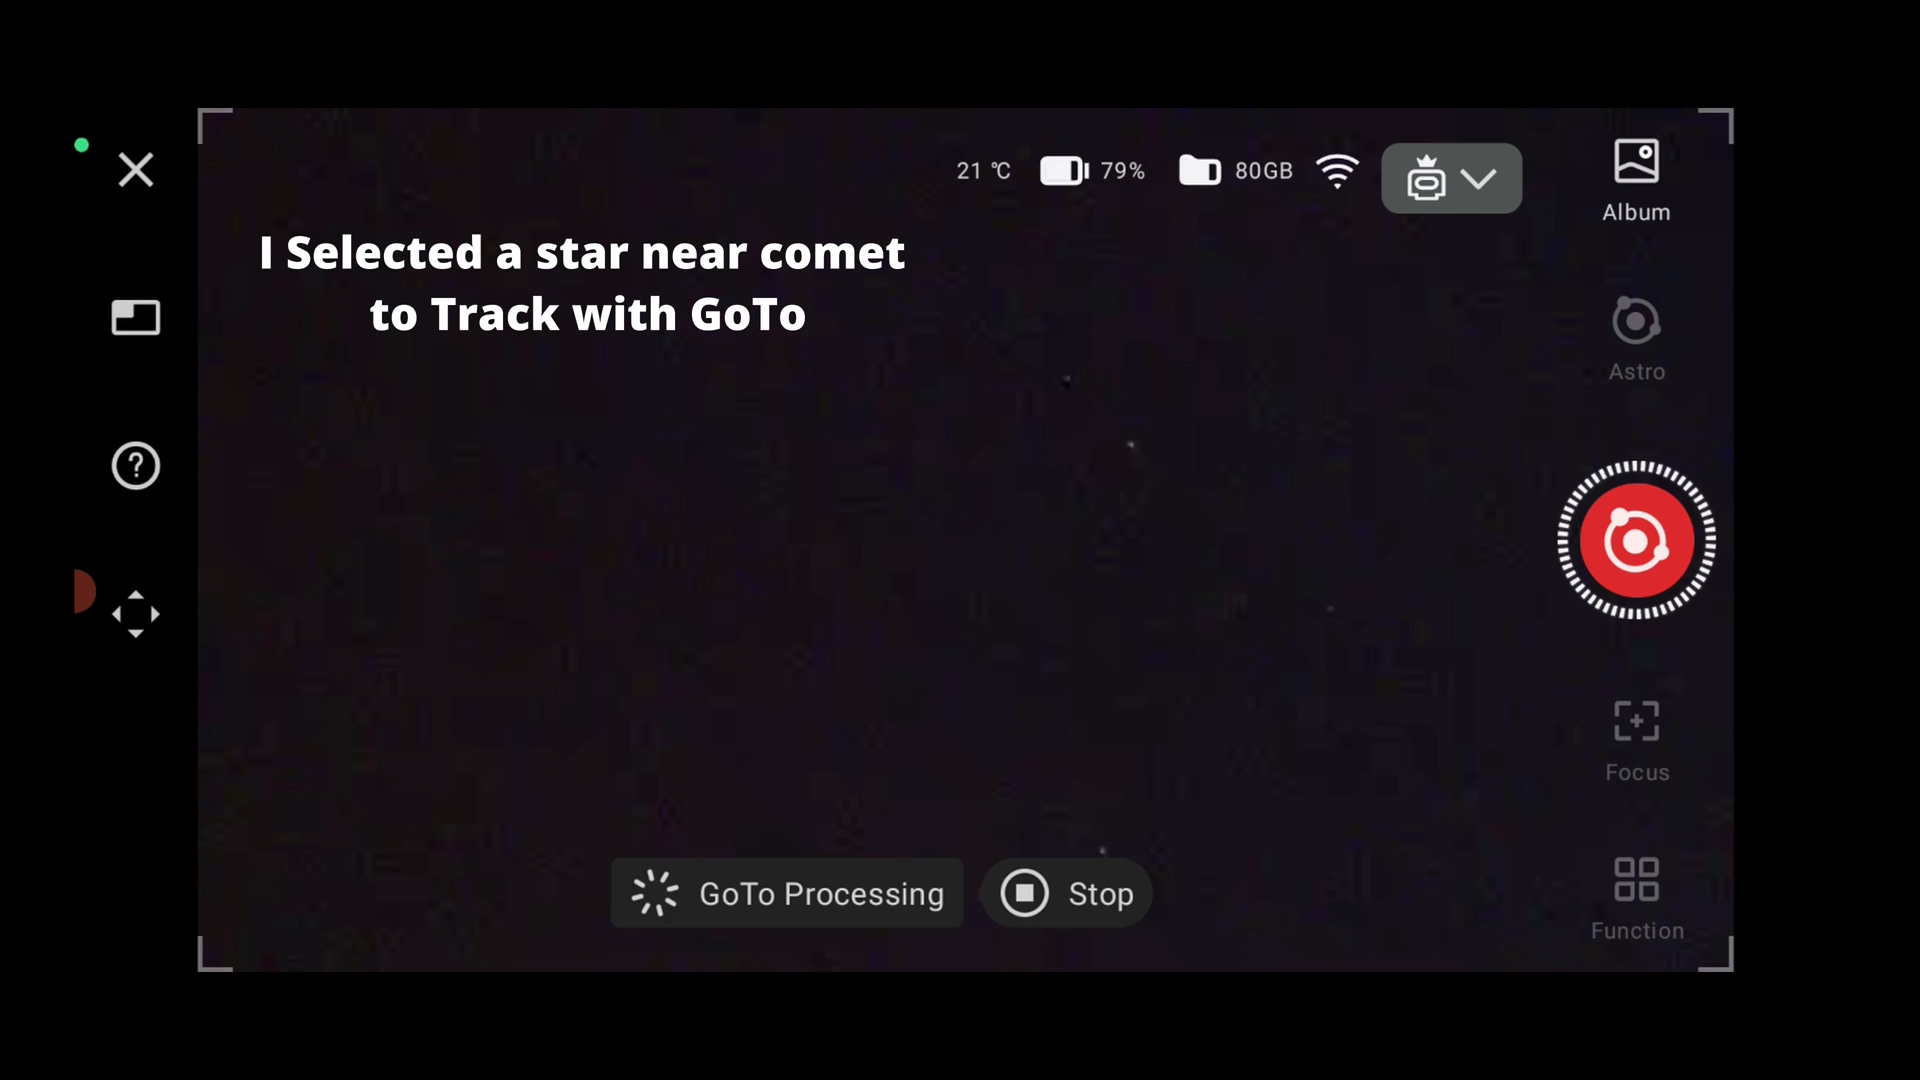 21 ℃ 79% 80GB
Album
I Selected a star near comet
to Track with GoTo
Astro
Focus
GoTo Processing Stop
Function